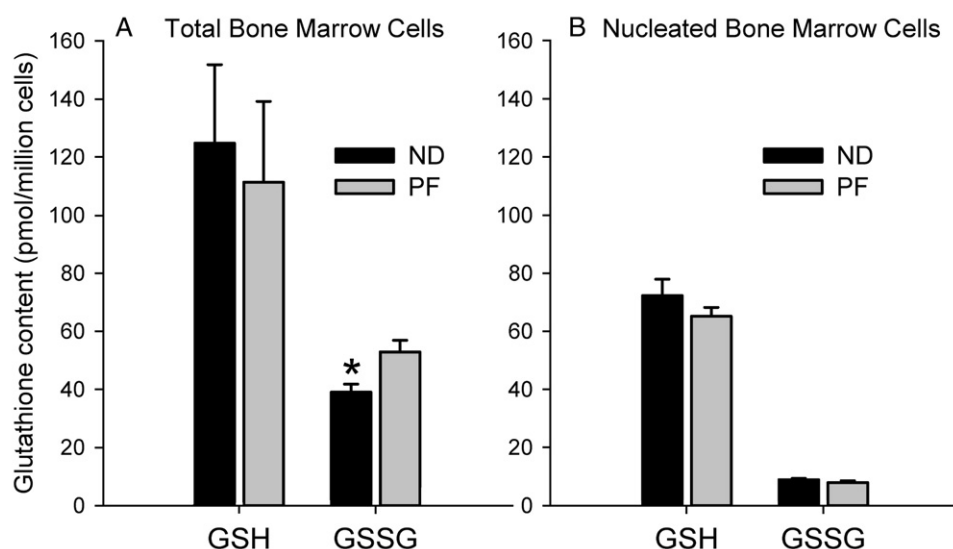 A Total Bone Marrow Cells
B Nucleated Bone Marrow Cells
Glutathione content (pmol/million cells)
160
140
120
100
80
60
40
20
0
ND
PF
*
GSH GSSG
160
140
120
100
80
60
40
20
0
ND
PF
GSH GSSG